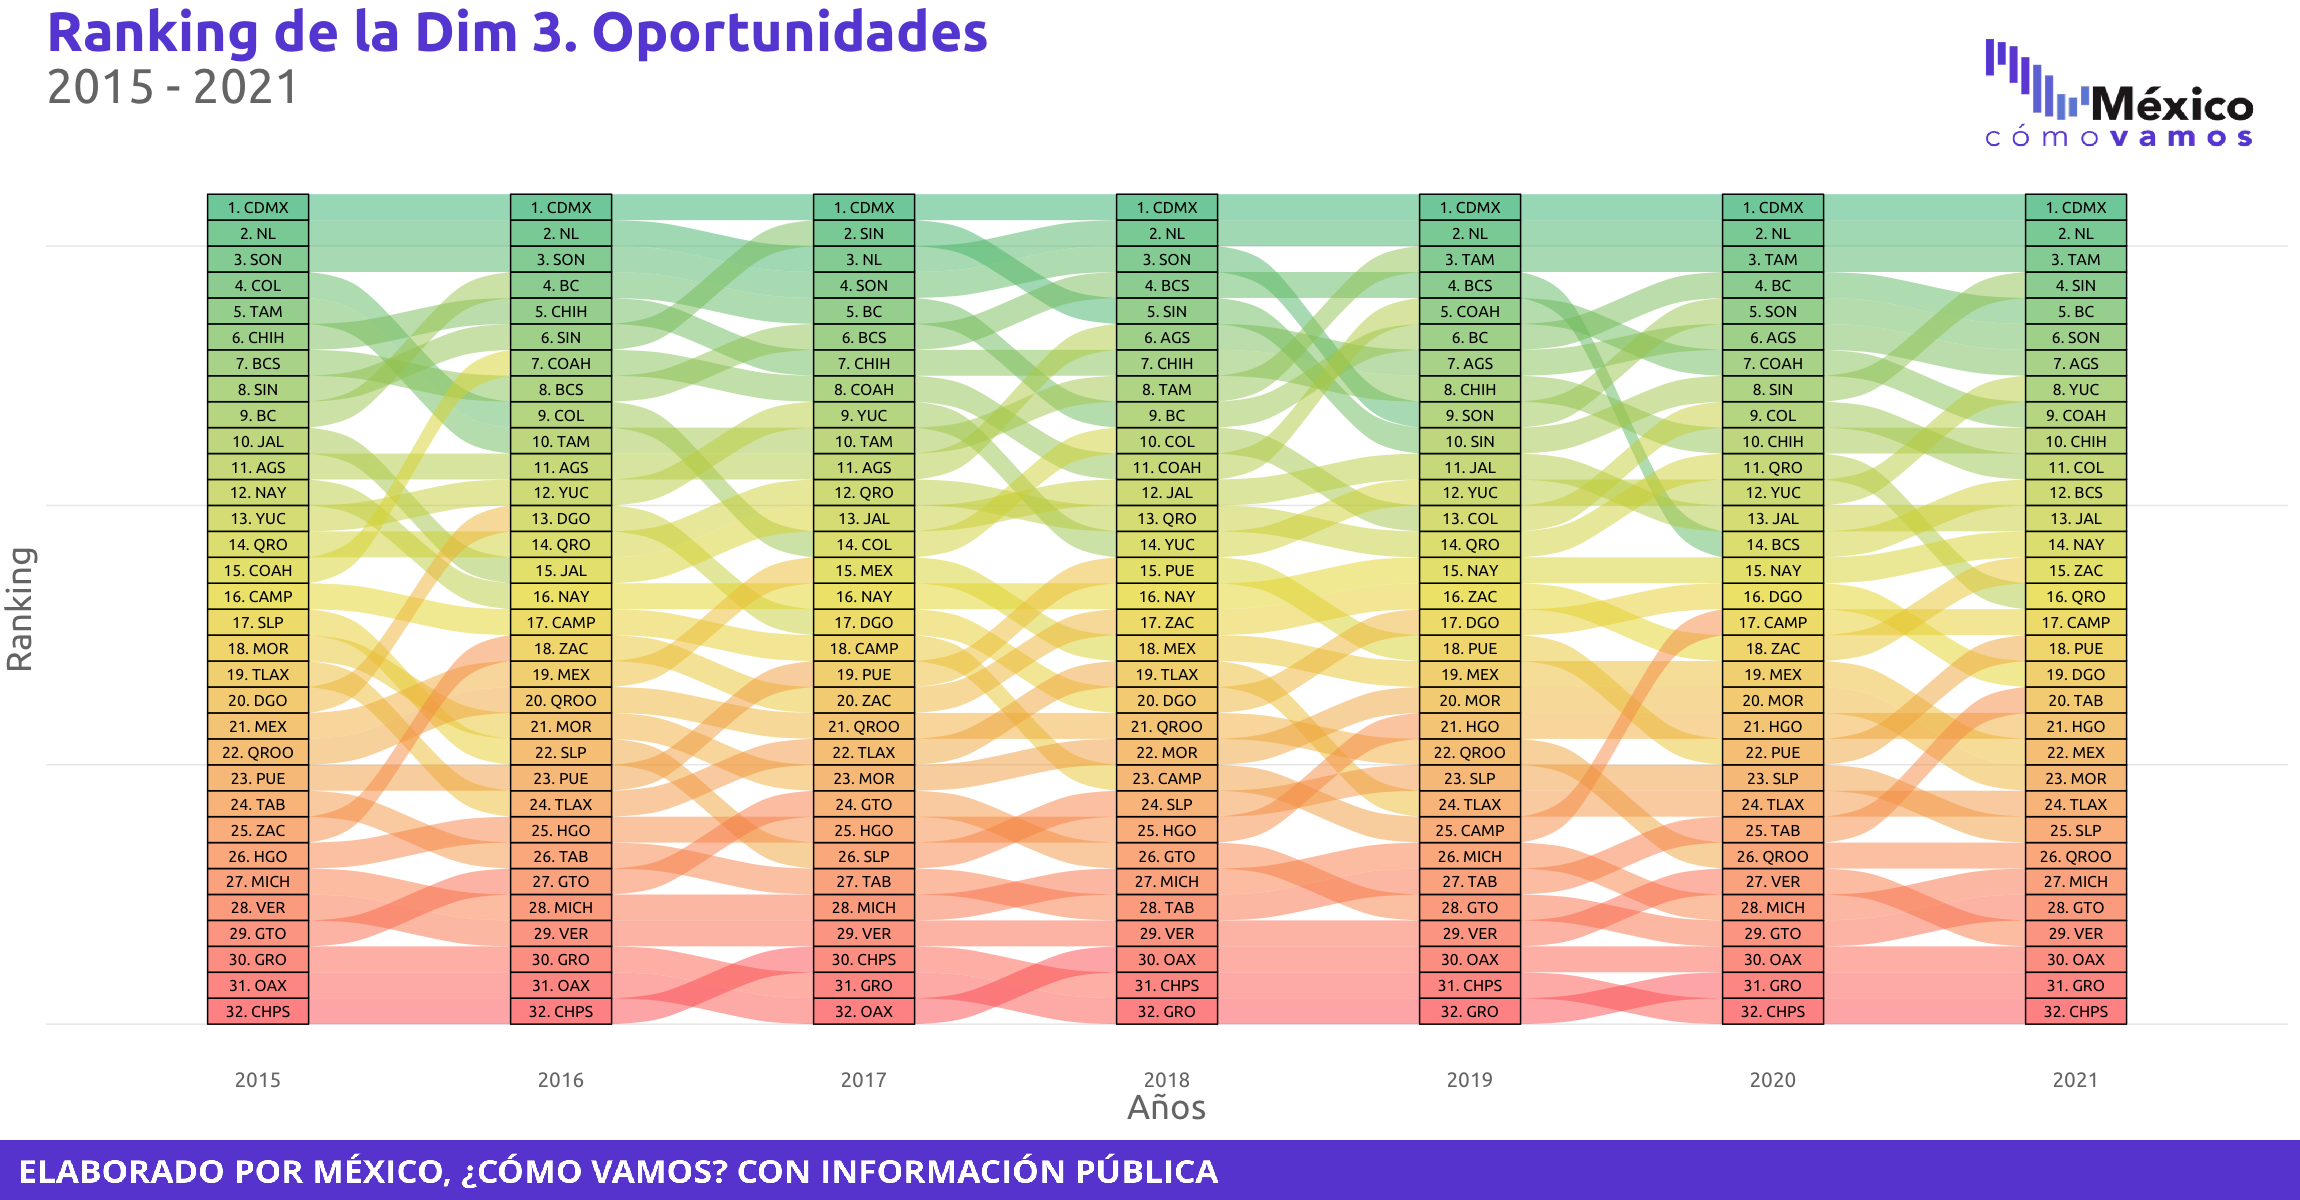 Ranking de la Dim 3. Oportunidades
2015 - 2021
México
cómovamos
Ranking
1. CDMX 1. CDMX 1. CDMX 1. CDMX 1. CDMX 1. CDMX 1. CDMX
2. NL 2. NL 2. SIN 2. NL 2. NL 2. NL 2. NL
3. SON 3. SON 3. NL 3. SON 3. TAM 3. TAM 3. TAM
4. COL 4. BC 4. SON 4. BCS 4. BCS 4. BC 4. SIN
5. TAM 5. CHIH 5. BC 5. SIN 5. COAH 5. SON 5. BC
6. CHIH 6. SIN 6. BCS 6. AGS 6. BC 6. AGS 6. SON
7. BCS 7. COAH 7. CHIH 7. CHIH 7. AGS 7. COAH 7. AGS
8. SIN 8. BCS 8. COAH 8. TAM 8. CHIH 8. SIN 8. YUC
9. BC 9. COL 9. YUC 9. BC 9. SON 9. COL 9. COAH
10. JAL 10. TAM 10. TAM 10. COL 10. SIN 10. CHIH 10. CHIH
11. AGS 11. AGS 11. AGS 11. COAH 11. JAL 11. QRO 11. COL
12. NAY 12. YUC 12. QRO 12. JAL 12. YUC 12. YUC 12. BCS
13. YUC 13. DGO 13. JAL 13. QRO 13. COL 13. JAL 13. JAL
14. QRO 14. QRO 14. COL 14. YUC 14. QRO 14. BCS 14. NAY
15. COAH 15. JAL 15. MEX 15. PUE 15. NAY 15. NAY 15. ZAC
16. CAMP 16. NAY 16. NAY 16. NAY 16. ZAC 16. DGO 16. QRO
17. SLP 17. CAMP 17. DGO 17. ZAC 17. DGO 17. CAMP 17. CAMP
18. MOR 18. ZAC 18. CAMP 18. MEX 18. PUE 18. ZAC 18. PUE
19. TLAX 19. MEX 19. PUE 19. TLAX 19. MEX 19. MEX 19. DGO
20. DGO 20. QROO 20. ZAC 20. DGO 20. MOR 20. MOR 20. TAB
21. MEX 21. MOR 21. QROO 21. QROO 21. HGO 21. HGO 21. HGO
22. QROO 22. SLP 22. TLAX 22. MOR 22. QROO 22. PUE 22. MEX
23. PUE 23. PUE 23. MOR 23. CAMP 23. SLP 23. SLP 23. MOR
24. TAB 24. TLAX 24. GTO 24. SLP 24. TLAX 24. TLAX 24. TLAX
25. ZAC 25. HGO 25. HGO 25. HGO 25. CAMP 25. TAB 25. SLP
26. HGO 26. TAB 26. SLP 26. GTO 26. MICH 26. QROO 26. QROO
27. MICH 27. GTO 27. TAB 27. MICH 27. TAB 27. VER 27. MICH
28. VER 28. MICH 28. MICH 28. TAB 28. GTO 28. MICH 28. GTO
29. GTO 29. VER 29. VER 29. VER 29. VER 29. GTO 29. VER
30. GRO 30. GRO 30. CHPS 30. OAX 30. OAX 30. OAX 30. OAX
31. OAX 31. OAX 31. GRO 31. CHPS 31. CHPS 31. GRO 31. GRO
32. CHPS 32. CHPS 32. OAX 32. GRO 32. GRO 32. CHPS 32. CHPS
2015 2016 2017 2018 2019 2020 2021
Años
ELABORADO POR MÉXICO, ¿CÓMO VAMOS? CON INFORMACIÓN PÚBLICA